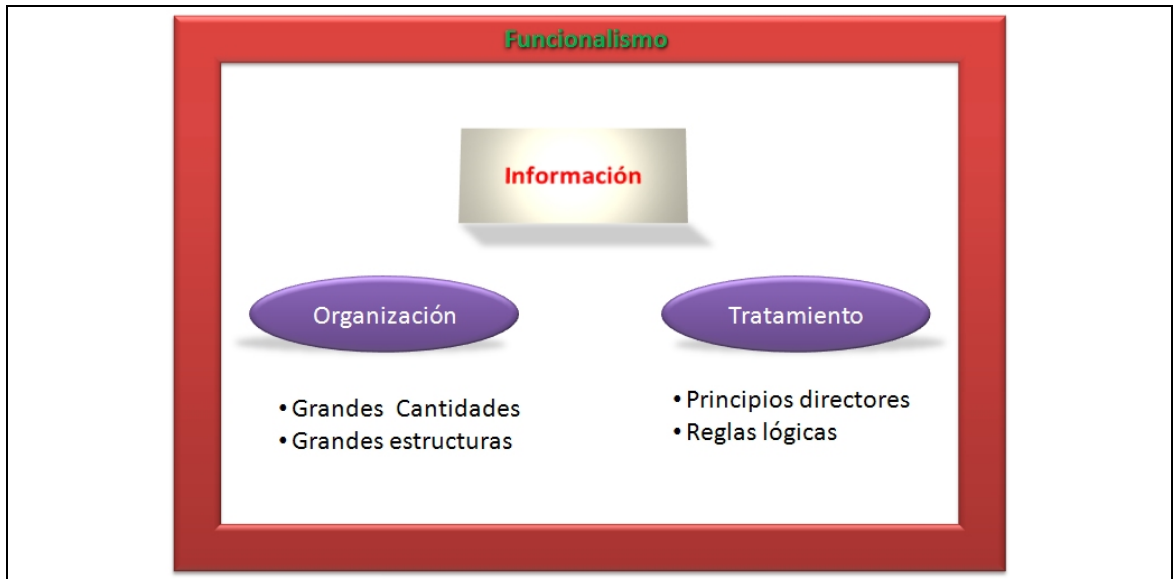 Funcionalismo
Información
Organización
Tratamiento
• Grandes Cantidades
• Grandes estructuras
• Principios directores
• Reglas lógicas